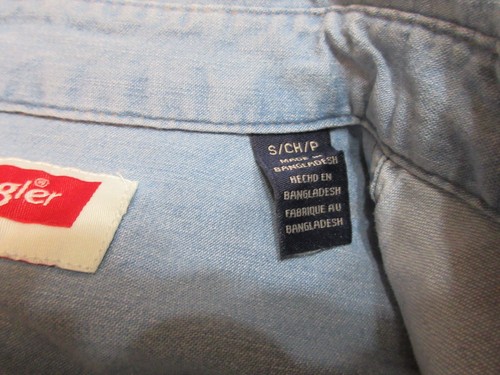 gler®
S/CH/P
MADE IN
BANGLADESH
HECHO EN
BANGLADESH
FABRIQUE AU
BANGLADESH